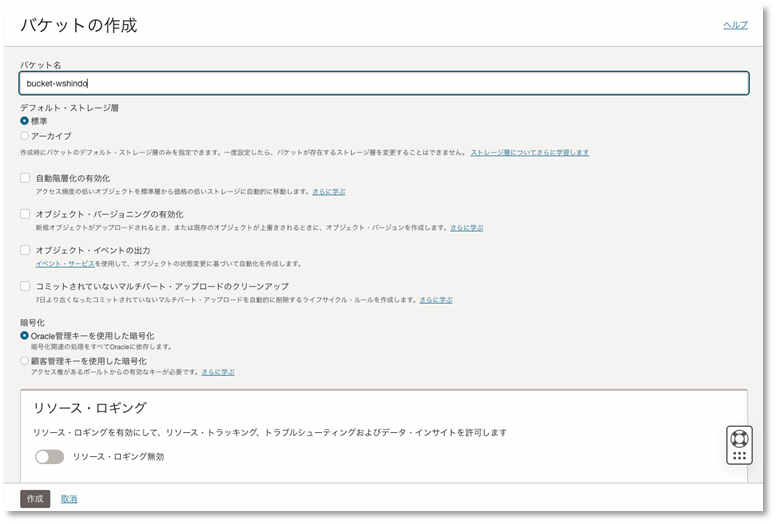 バケットの作成
ヘルプ
バケット名
bucket-wshindo
デフォルト・ストレージ層
標準
アーカイブ
作成時にバケットのデフォルト・ストレージ層のみを指定できます。一度設定したら、バケットが存在するストレージ層を変更することはできません。 ストレージ層についてさらに学習します
自動階層化の有効化
アクセス頻度の低いオブジェクトを標準層から価格の低いストレージに自動的に移動します。さらに学ぶ
オブジェクト・バージョニングの有効化
新規オブジェクトがアップロードされるとき、または既存のオブジェクトが上書きされるときに、オブジェクト・バージョンを作成します。さらに学ぶ
オブジェクト・イベントの出力
イベント・サービスを使用して、オブジェクトの状態変更に基づいて自動化を作成します。
コミットされていないマルチパート・アップロードのクリーンアップ
7日より古くなったコミットされていないマルチパート・アップロードを自動的に削除するライフサイクル・ルールを作成します。さらに学ぶ
暗号化
Oracle管理キーを使用した暗号化
暗号化関連の処理をすべてOracleに依存します。
顧客管理キーを使用した暗号化
アクセス権があるボールトからの有効なキーが必要です。さらに学ぶ
リソース・ロギング
リソース・ロギングを有効にして、リソース・トラッキング、トラブルシューティングおよびデータ・インサイトを許可します
リソース・ロギング無効
作成
取消